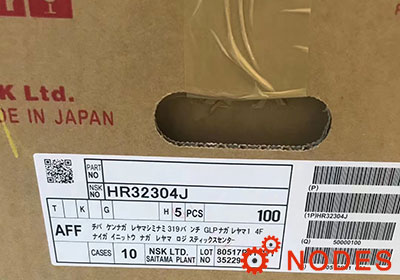 K Ltd.
DE IN JAPAN
PART NO
NSK NO HR32304J
T K G H 5 PCS 100
AFF チバ ケンナガ レヤマシミナミ 319バ ンチ GLPナガ レヤマ1 4F
ナイガ イニットウ ナガ レヤマ ロジ スティックスセンター
CASES 10 NSK LTD. SAITAMA PLANT LOT NO 80517
35229
(P)
(1P)HR32304J
(Q) 50000100
NODES